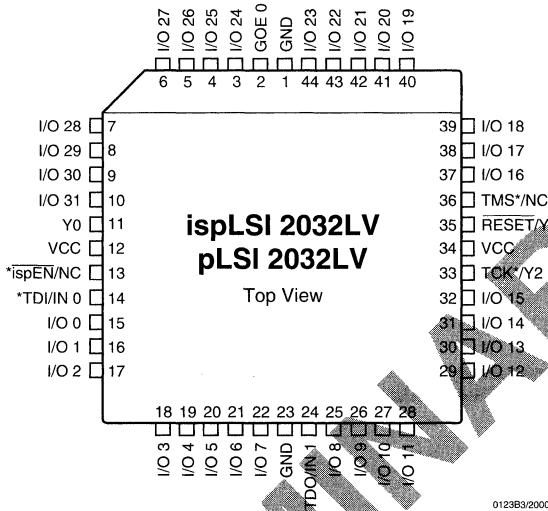 I/O 27
I/O 26
I/O 25
I/O 24
GOE 0
GND
I/O 23
I/O 22
I/O 21
I/O 20
I/O 19
6 5 4 3 2 1 44 43 42 41 40
I/O 28 7
I/O 29 8
I/O 30 9
I/O 31 10
Y0 11
VCC 12
*ispEN/NC 13
*TDI/IN 0 14
I/O 0 15
I/O 1 16
I/O 2 17
ispLSI 2032LV
pLSI 2032LV
Top View
39 I/O 18
38 I/O 17
37 I/O 16
36 TMS*/NC
35 RESET/Y
34 VCC
33 TCK*/Y2
32 I/O 15
31 I/O 14
30 I/O 13
29 I/O 12
18 19 20 21 22 23 24 25 26 27 28
I/O 3
I/O 4
I/O 5
I/O 6
I/O 7
GND
TDO/IN 1
I/O 8
I/O 9
I/O 10
I/O 11
0123B3/2000